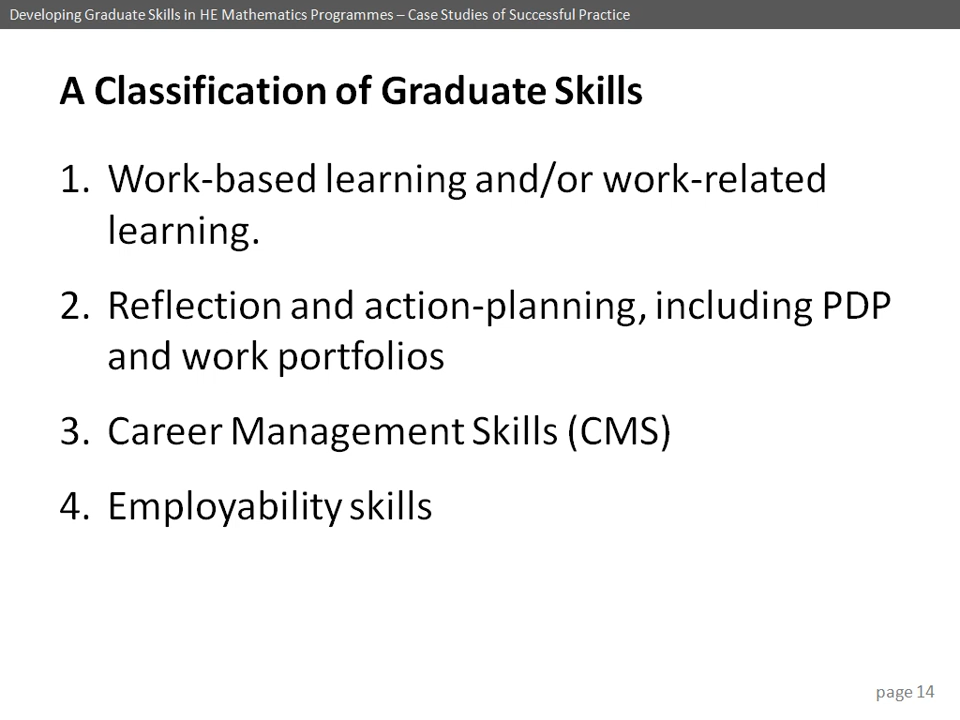 Developing Graduate Skills in HE Mathematics Programmes – Case Studies of Successful Practice
A Classification of Graduate Skills
1. Work-based learning and/or work-related
learning.
2. Reflection and action-planning, including PDP
and work portfolios
3. Career Management Skills (CMS)
4. Employability skills
page 14